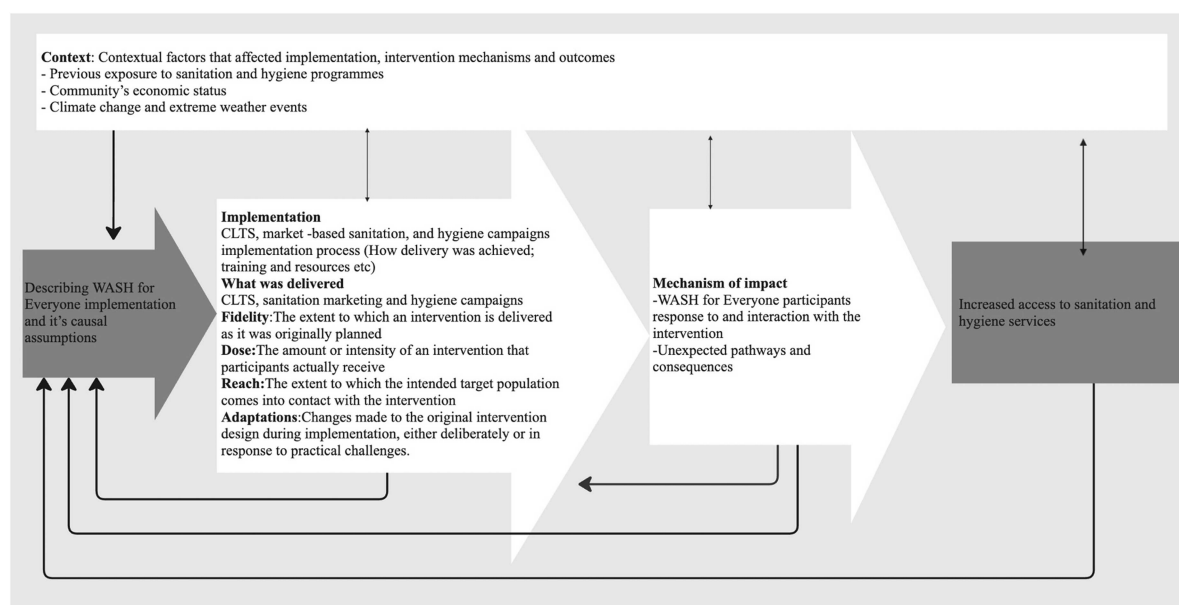 Context: Contextual factors that affected implementation, intervention mechanisms and outcomes
- Previous exposure to sanitation and hygiene programmes
- Community's economic status
- Climate change and extreme weather events
Describing WASH for
Everyone implementation
and it's causal
assumptions
Implementation
CLTS, market -based sanitation, and hygiene campaigns
implementation process (How delivery was achieved;
training and resources etc)
What was delivered
CLTS, sanitation marketing and hygiene campaigns
Fidelity:The extent to which an intervention is delivered
as it was originally planned
Dose:The amount or intensity of an intervention that
participants actually receive
Reach:The extent to which the intended target population
comes into contact with the intervention
Adaptations:Changes made to the original intervention
design during implementation, either deliberately or in
response to practical challenges.
Mechanism of impact
-WASH for Everyone participants
response to and interaction with the
intervention
-Unexpected pathways and
consequences
Increased access to sanitation and
hygiene services